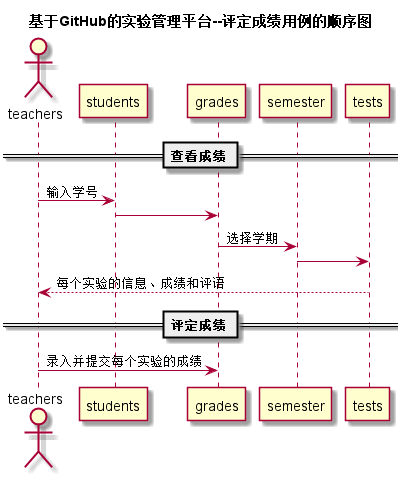 基于GitHub的实验管理平台--评定成绩用例的顺序图
teachers
students
grades
semester
tests
查看成绩
输入学号
选择学期
每个实验的信息、成绩和评语
评定成绩
录入并提交每个实验的成绩
teachers
students
grades
semester
tests